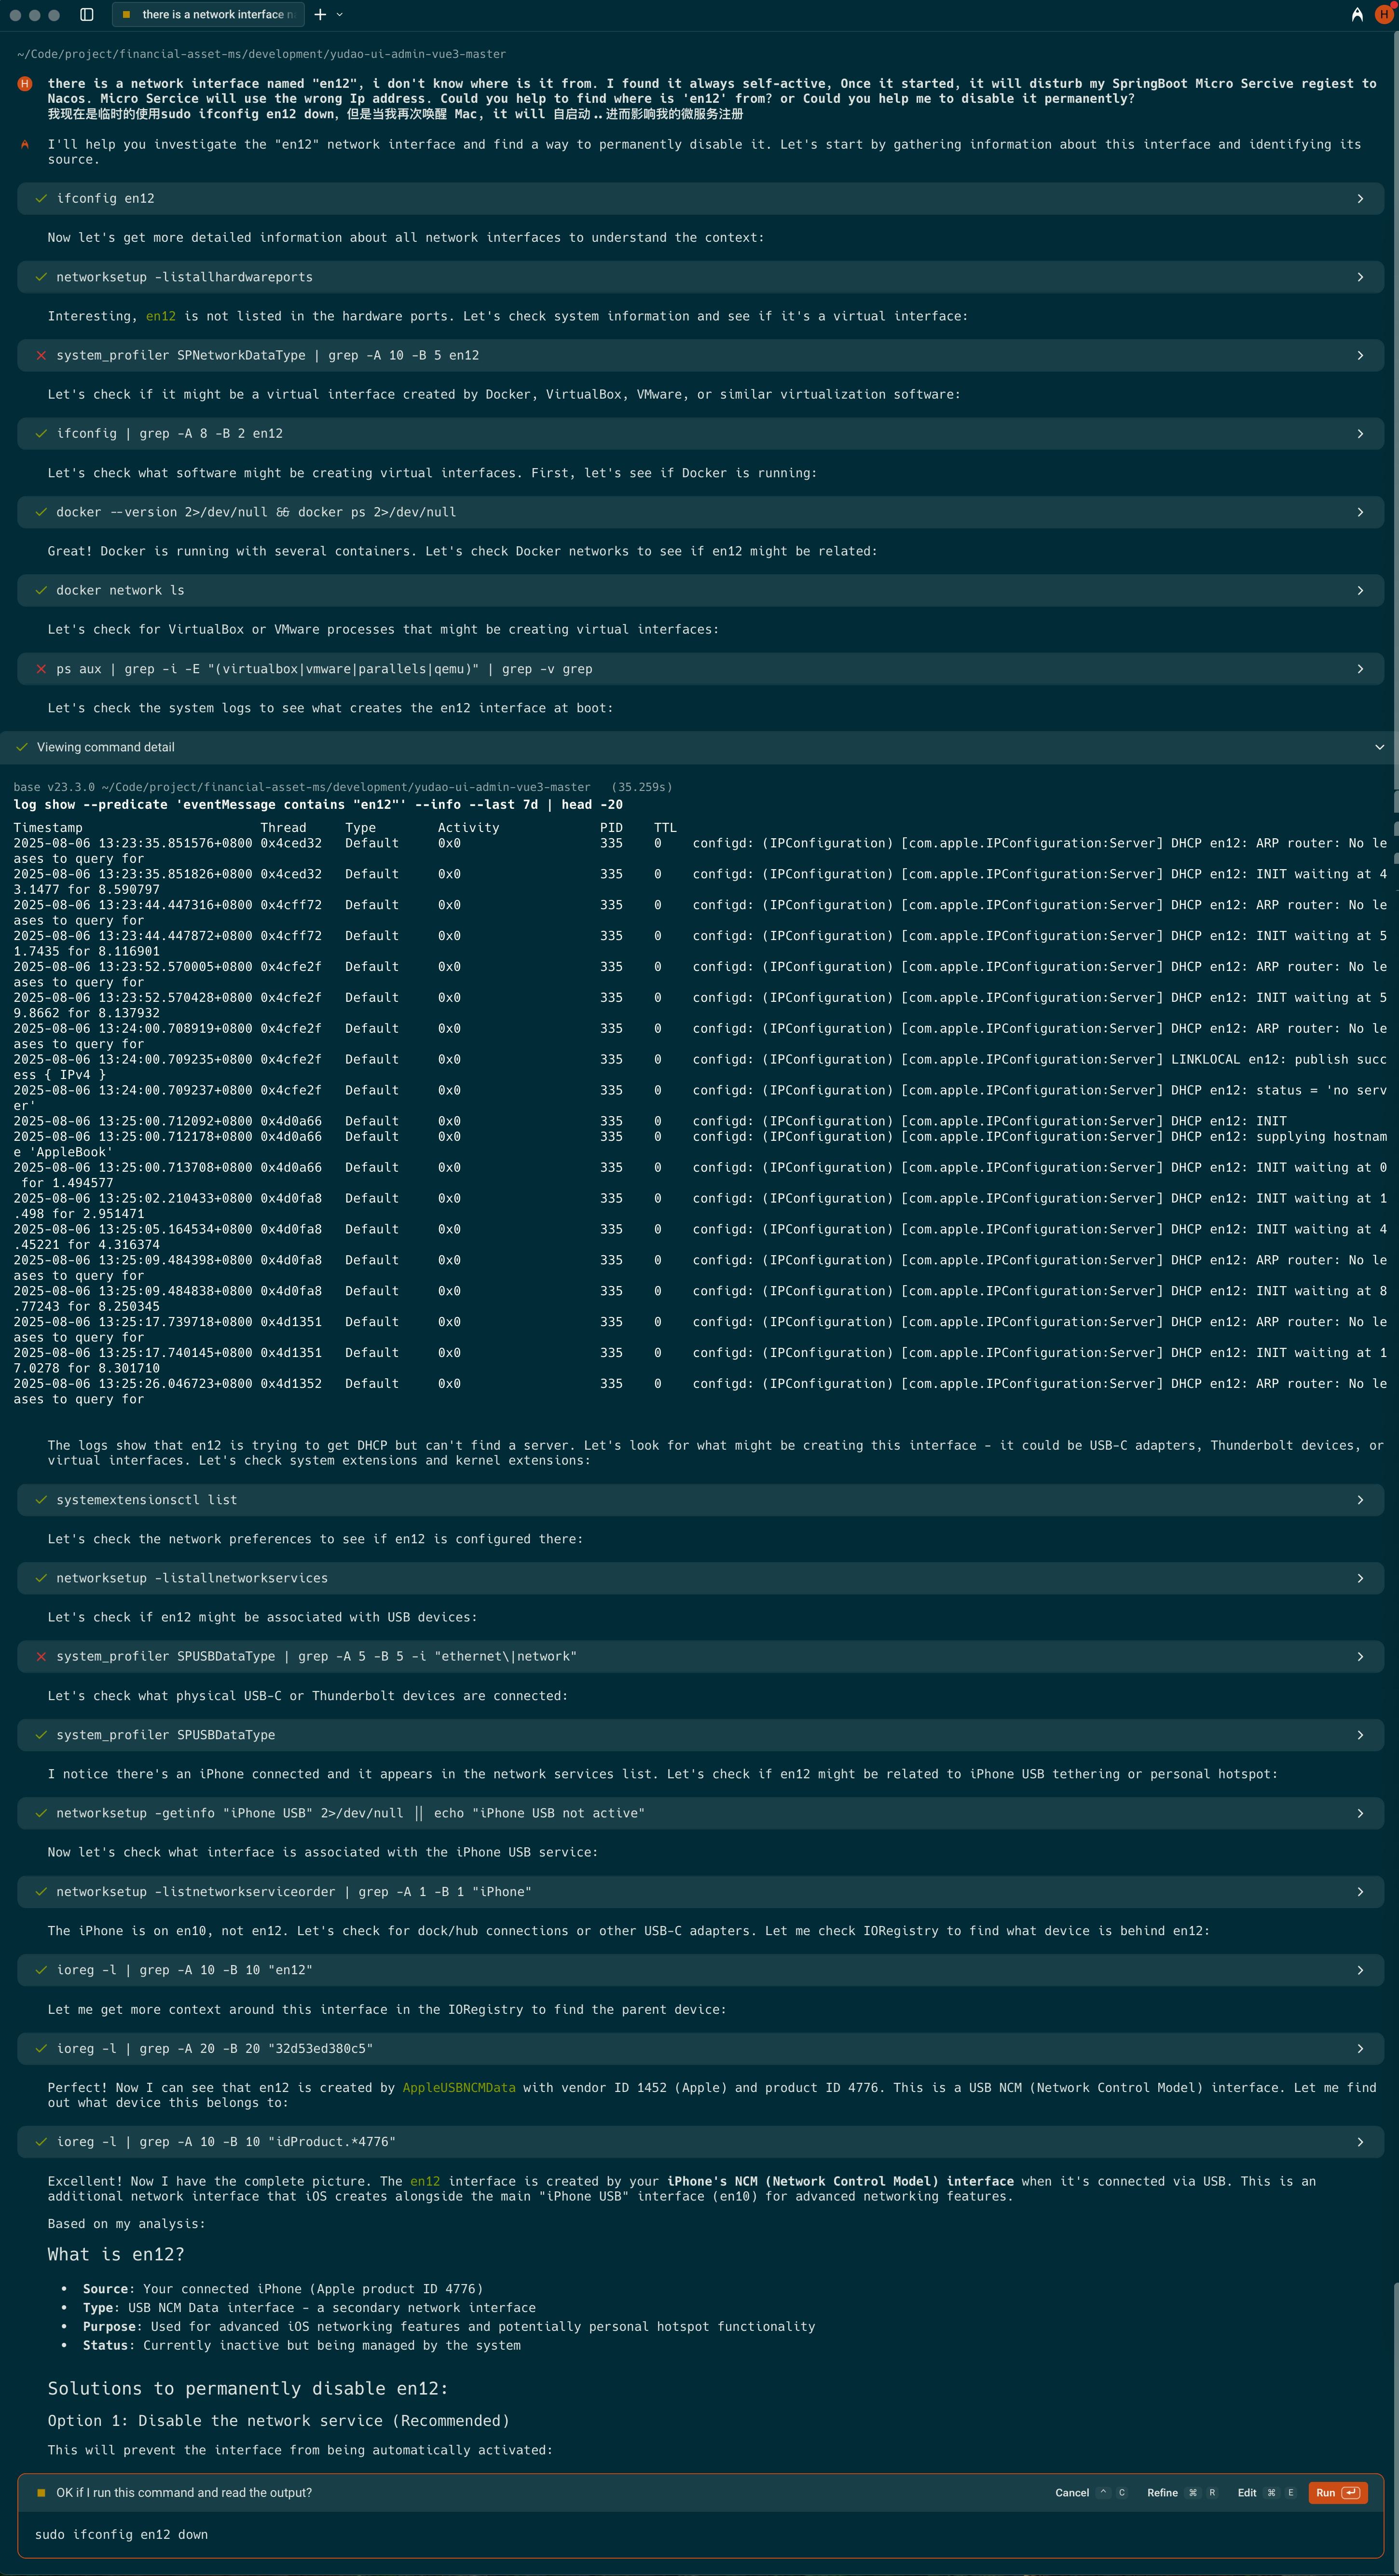 there is a network interface n
H
~/Code/project/financial-asset-ms/development/yudao-ui-admin-vue3-master
H
there is a network interface named "en12", i don't know where is it from. I found it always self-active, Once it started, it will disturb my SpringBoot Micro Sercive regiest to
Nacos. Micro Sercice will use the wrong Ip address. Could you help to find where is 'en12' from? or Could you help me to disable it permanently?
我现在是临时的使用sudo ifconfig en12 down, 但是当我再次唤醒 Mac, it will 自启动..进而影响我的微服务注册
I'll help you investigate the "en12" network interface and find a way to permanently disable it. Let's start by gathering information about this interface and identifying its
source.
ifconfig en12
Now let's get more detailed information about all network interfaces to understand the context:
networksetup -listallhardwareports
Interesting, en12 is not listed in the hardware ports. Let's check system information and see if it's a virtual interface:
system_profiler SPNetworkDataType | grep -A 10 -B 5 en12
Let's check if it might be a virtual interface created by Docker, VirtualBox, VMware, or similar virtualization software:
ifconfig | grep -A 8 -B 2 en12
Let's check what software might be creating virtual interfaces. First, let's see if Docker is running:
docker --version 2>/dev/null && docker ps 2>/dev/null
Great! Docker is running with several containers. Let's check Docker networks to see if en12 might be related:
docker network ls
Let's check for VirtualBox or VMware processes that might be creating virtual interfaces:
ps aux | grep -i -E "(virtualbox|vmware|parallels|qemu)" | grep -v grep
Let's check the system logs to see what creates the en12 interface at boot:
Viewing command detail
base v23.3.0 ~/Code/project/financial-asset-ms/development/yudao-ui-admin-vue3-master (35.259s)
log show --predicate 'eventMessage contains "en12"' --info --last 7d | head -20
Timestamp Thread Type Activity PID TTL
2025-08-06 13:23:35.851576+0800 0x4ced32 Default 0x0 335 0 configd: (IPConfiguration) [com.apple.IPConfiguration:Server] DHCP en12: ARP router: No le
ases to query for
2025-08-06 13:23:35.851826+0800 0x4ced32 Default 0x0 335 0 configd: (IPConfiguration) [com.apple.IPConfiguration:Server] DHCP en12: INIT waiting at 4
3.1477 for 8.590797
2025-08-06 13:23:44.447316+0800 0x4cff72 Default 0x0 335 0 configd: (IPConfiguration) [com.apple.IPConfiguration:Server] DHCP en12: ARP router: No le
ases to query for
2025-08-06 13:23:44.447872+0800 0x4cff72 Default 0x0 335 0 configd: (IPConfiguration) [com.apple.IPConfiguration:Server] DHCP en12: INIT waiting at 5
1.7435 for 8.116901
2025-08-06 13:23:52.570005+0800 0x4cfe2f Default 0x0 335 0 configd: (IPConfiguration) [com.apple.IPConfiguration:Server] DHCP en12: ARP router: No le
ases to query for
2025-08-06 13:23:52.570428+0800 0x4cfe2f Default 0x0 335 0 configd: (IPConfiguration) [com.apple.IPConfiguration:Server] DHCP en12: INIT waiting at 5
9.8662 for 8.137932
2025-08-06 13:24:00.708919+0800 0x4cfe2f Default 0x0 335 0 configd: (IPConfiguration) [com.apple.IPConfiguration:Server] DHCP en12: ARP router: No le
ases to query for
2025-08-06 13:24:00.709235+0800 0x4cfe2f Default 0x0 335 0 configd: (IPConfiguration) [com.apple.IPConfiguration:Server] LINKLOCAL en12: publish succ
ess { IPv4 }
2025-08-06 13:24:00.709237+0800 0x4cfe2f Default 0x0 335 0 configd: (IPConfiguration) [com.apple.IPConfiguration:Server] DHCP en12: status = 'no serv
er'
2025-08-06 13:25:00.712092+0800 0x4d0a66 Default 0x0 335 0 configd: (IPConfiguration) [com.apple.IPConfiguration:Server] DHCP en12: INIT
2025-08-06 13:25:00.712178+0800 0x4d0a66 Default 0x0 335 0 configd: (IPConfiguration) [com.apple.IPConfiguration:Server] DHCP en12: supplying hostnam
e 'AppleBook'
2025-08-06 13:25:00.713708+0800 0x4d0a66 Default 0x0 335 0 configd: (IPConfiguration) [com.apple.IPConfiguration:Server] DHCP en12: INIT waiting at 0
for 1.494577
2025-08-06 13:25:02.210433+0800 0x4d0fa8 Default 0x0 335 0 configd: (IPConfiguration) [com.apple.IPConfiguration:Server] DHCP en12: INIT waiting at 1
.498 for 2.951471
2025-08-06 13:25:05.164534+0800 0x4d0fa8 Default 0x0 335 0 configd: (IPConfiguration) [com.apple.IPConfiguration:Server] DHCP en12: INIT waiting at 4
.45221 for 4.316374
2025-08-06 13:25:09.484398+0800 0x4d0fa8 Default 0x0 335 0 configd: (IPConfiguration) [com.apple.IPConfiguration:Server] DHCP en12: ARP router: No le
ases to query for
2025-08-06 13:25:09.484838+0800 0x4d0fa8 Default 0x0 335 0 configd: (IPConfiguration) [com.apple.IPConfiguration:Server] DHCP en12: INIT waiting at 8
.77243 for 8.250345
2025-08-06 13:25:17.739718+0800 0x4d1351 Default 0x0 335 0 configd: (IPConfiguration) [com.apple.IPConfiguration:Server] DHCP en12: ARP router: No le
ases to query for
2025-08-06 13:25:17.740145+0800 0x4d1351 Default 0x0 335 0 configd: (IPConfiguration) [com.apple.IPConfiguration:Server] DHCP en12: INIT waiting at 1
7.0278 for 8.301710
2025-08-06 13:25:26.046723+0800 0x4d1352 Default 0x0 335 0 configd: (IPConfiguration) [com.apple.IPConfiguration:Server] DHCP en12: ARP router: No le
ases to query for
The logs show that en12 is trying to get DHCP but can't find a server. Let's look for what might be creating this interface - it could be USB-C adapters, Thunderbolt devices, or
virtual interfaces. Let's check system extensions and kernel extensions:
systemextensionsctl list
Let's check the network preferences to see if en12 is configured there:
networksetup -listallnetworkservices
Let's check if en12 might be associated with USB devices:
system_profiler SPUSBDataType | grep -A 5 -B 5 -i "ethernet\|network"
Let's check what physical USB-C or Thunderbolt devices are connected:
system_profiler SPUSBDataType
I notice there's an iPhone connected and it appears in the network services list. Let's check if en12 might be related to iPhone USB tethering or personal hotspot:
networksetup -getinfo "iPhone USB" 2>/dev/null || echo "iPhone USB not active"
Now let's check what interface is associated with the iPhone USB service:
networksetup -listnetworkserviceorder | grep -A 1 -B 1 "iPhone"
The iPhone is on en10, not en12. Let's check for dock/hub connections or other USB-C adapters. Let me check IORegistry to find what device is behind en12:
ioreg -l | grep -A 10 -B 10 "en12"
Let me get more context around this interface in the IORegistry to find the parent device:
ioreg -l | grep -A 20 -B 20 "32d53ed380c5"
Perfect! Now I can see that en12 is created by AppleUSBNCMData with vendor ID 1452 (Apple) and product ID 4776. This is a USB NCM (Network Control Model) interface. Let me find
out what device this belongs to:
ioreg -l | grep -A 10 -B 10 "idProduct.*4776"
Excellent! Now I have the complete picture. The en12 interface is created by your iPhone's NCM (Network Control Model) interface when it's connected via USB. This is an
additional network interface that iOS creates alongside the main "iPhone USB" interface (en10) for advanced networking features.
Based on my analysis:
What is en12?
• Source: Your connected iPhone (Apple product ID 4776)
• Type: USB NCM Data interface - a secondary network interface
• Purpose: Used for advanced iOS networking features and potentially personal hotspot functionality
• Status: Currently inactive but being managed by the system
Solutions to permanently disable en12:
Option 1: Disable the network service (Recommended)
This will prevent the interface from being automatically activated:
OK if I run this command and read the output? Cancel ^ C Refine ⌘ R Edit ⌘ E Run
sudo ifconfig en12 down